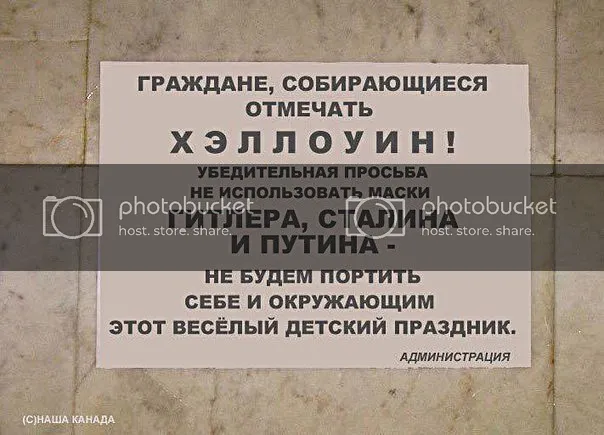 ГРАЖДАНЕ, СОБИРАЮЩИЕСЯ
ОТМЕЧАТЬ
ХЭЛЛОУИН!
УБЕДИТЕЛЬНАЯ ПРОСЬБА
НЕ ИСПОЛЬЗОВАТЬ МАСКИ
ГИТЛЕРА, СТАЛИНА
И ПУТИНА -
НЕ БУДЕМ ПОРТИТЬ
СЕБЕ И ОКРУЖАЮЩИМ
ЭТОТ ВЕСЁЛЫЙ ДЕТСКИЙ ПРАЗДНИК.
АДМИНИСТРАЦИЯ
photobucket
host. store. share.
photobucket
host. store. share.
(С)НАША КАНАДА